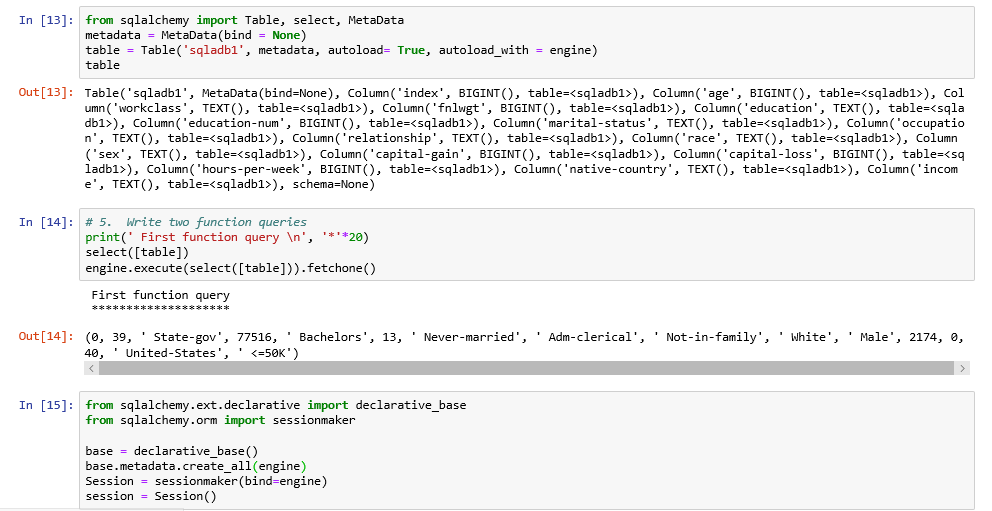 In [13]: from sqlalchemy import Table, select, MetaData
metadata = MetaData(bind = None)
table = Table('sqladb1', metadata, autoload= True, autoload_with = engine)
table
Out[13]: Table('sqladb1', MetaData(bind=None), Column('index', BIGINT(), table=<sqladb1>), Column('age', BIGINT(), table=<sqladb1>), Col
umn('workclass', TEXT(), table=<sqladb1>), Column('fnlwgt', BIGINT(), table=<sqladb1>), Column('education', TEXT(), table=<sqla
db1>), Column('education-num', BIGINT(), table=<sqladb1>), Column('marital-status', TEXT(), table=<sqladb1>), Column('occupatio
n', TEXT(), table=<sqladb1>), Column('relationship', TEXT(), table=<sqladb1>), Column('race', TEXT(), table=<sqladb1>), Column
('sex', TEXT(), table=<sqladb1>), Column('capital-gain', BIGINT(), table=<sqladb1>), Column('capital-loss', BIGINT(), table=<sq
ladb1>), Column('hours-per-week', BIGINT(), table=<sqladb1>), Column('native-country', TEXT(), table=<sqladb1>), Column('incom
e', TEXT(), table=<sqladb1>), schema=None)
In [14]: # 5. Write two function queries
print(' First function query \n', '*'*20)
select([table])
engine.execute(select([table])).fetchone()
First function query
********************
Out[14]: (0, 39, ' State-gov', 77516, ' Bachelors', 13, ' Never-married', ' Adm-clerical', ' Not-in-family', ' White', ' Male', 2174, 0,
40, ' United-States', ' <=50K')
In [15]: from sqlalchemy.ext.declarative import declarative_base
from sqlalchemy.orm import sessionmaker
base = declarative_base()
base.metadata.create_all(engine)
Session = sessionmaker(bind=engine)
session = Session()